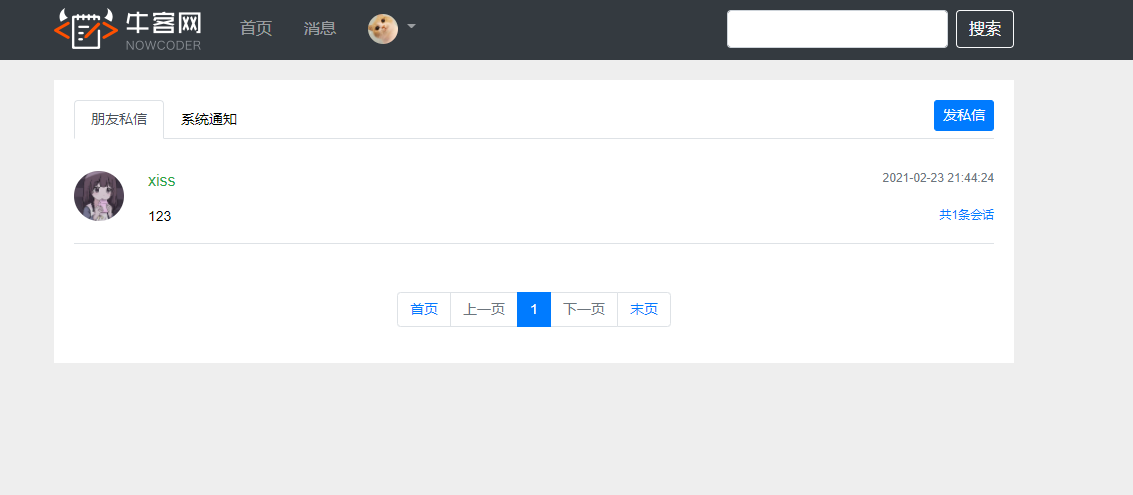 牛客网
NOWCODER
首页 消息 搜索
朋友私信 系统通知 发私信
xiss 2021-02-23 21:44:24
123 共1条会话
首页 上一页 1 下一页 末页